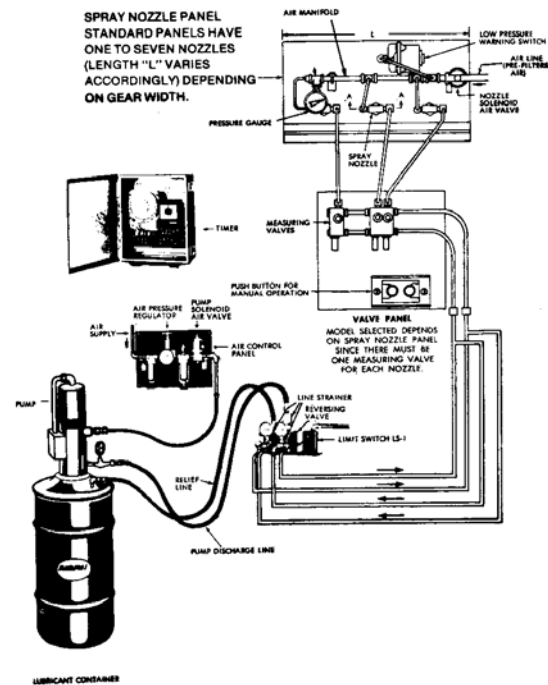 SPRAY NOZZLE PANEL
STANDARD PANELS HAVE
ONE TO SEVEN NOZZLES
(LENGTH "L" VARIES
ACCORDINGLY) DEPENDING
ON GEAR WIDTH.
AIR MANIFOLD
L
LOW PRESSURE
WARNING SWITCH
AIR LINE
(PRE-FILTERED
AIR)
NOZZLE
SOLENOID
AIR VALVE
PRESSURE GAUGE
A
A
SPRAY
NOZZLE
TIMER
MEASURING
VALVES
PUSH BUTTON FOR
MANUAL OPERATION
VALVE PANEL
MODEL SELECTED DEPENDS
ON SPRAY NOZZLE PANEL
SINCE THERE MUST BE
ONE MEASURING VALVE
FOR EACH NOZZLE.
AIR PRESSURE
REGULATOR
PUMP
SOLENOID
AIR VALVE
AIR
SUPPLY
AIR CONTROL
PANEL
PUMP
LINE STRAINER
REVERSING
VALVE
LIMIT SWITCH LS-1
RELIEF
LINE
PUMP DISCHARGE LINE
LUBRICANT CONTAINER